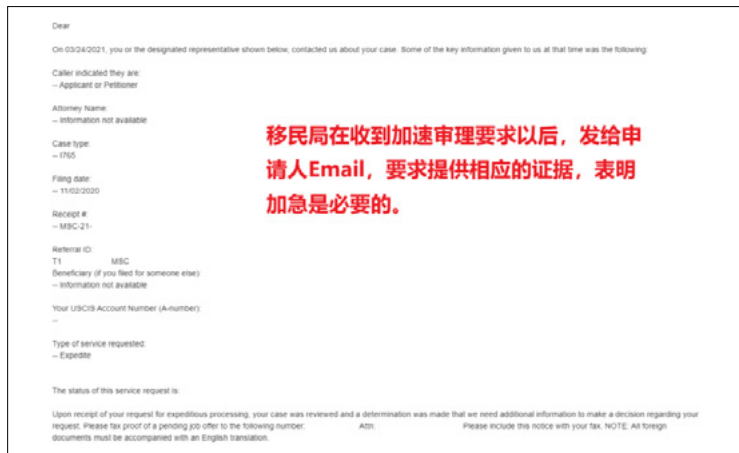 Dear
On 03/24/2021, you or the designated representative shown below, contacted us about your case. Some of the key information given to us at that time was the following:
Caller indicated they are:
-- Applicant or Petitioner
Attorney Name:
-- Information not available
Case type:
-- I765
Filing date:
-- 11/02/2020
Receipt #:
-- MSC-21-
Referral ID:
T1 MSC
Beneficiary (if you filed for someone else):
-- Information not available
Your USCIS Account Number (A-number):
--
Type of service requested:
-- Expedite
移民局在收到加速审理要求以后，发给申
请人Email，要求提供相应的证据，表明
加急是必要的。
The status of this service request is:
Upon receipt of your request for expeditious processing, your case was reviewed and a determination was made that we need additional information to make a decision regarding your
request. Please fax proof of a pending job offer to the following number: Attn: Please include this notice with your fax. NOTE: All foreign
documents must be accompanied with an English translation.